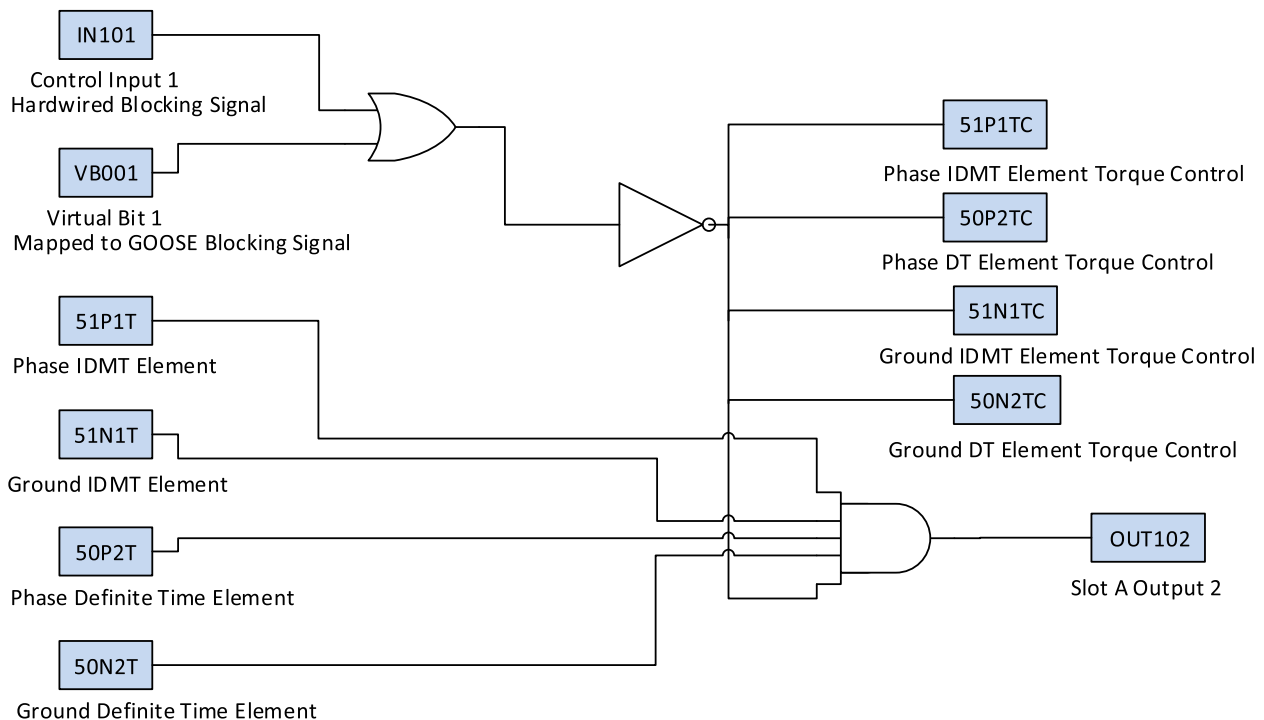 IN101
Control Input 1
Hardwired Blocking Signal
VB001
Virtual Bit 1
Mapped to GOOSE Blocking Signal
51P1T
Phase IDMT Element
51N1T
Ground IDMT Element
50P2T
Phase Definite Time Element
50N2T
Ground Definite Time Element
51P1TC
Phase IDMT Element Torque Control
50P2TC
Phase DT Element Torque Control
51N1TC
Ground IDMT Element Torque Control
50N2TC
Ground DT Element Torque Control
OUT102
Slot A Output 2